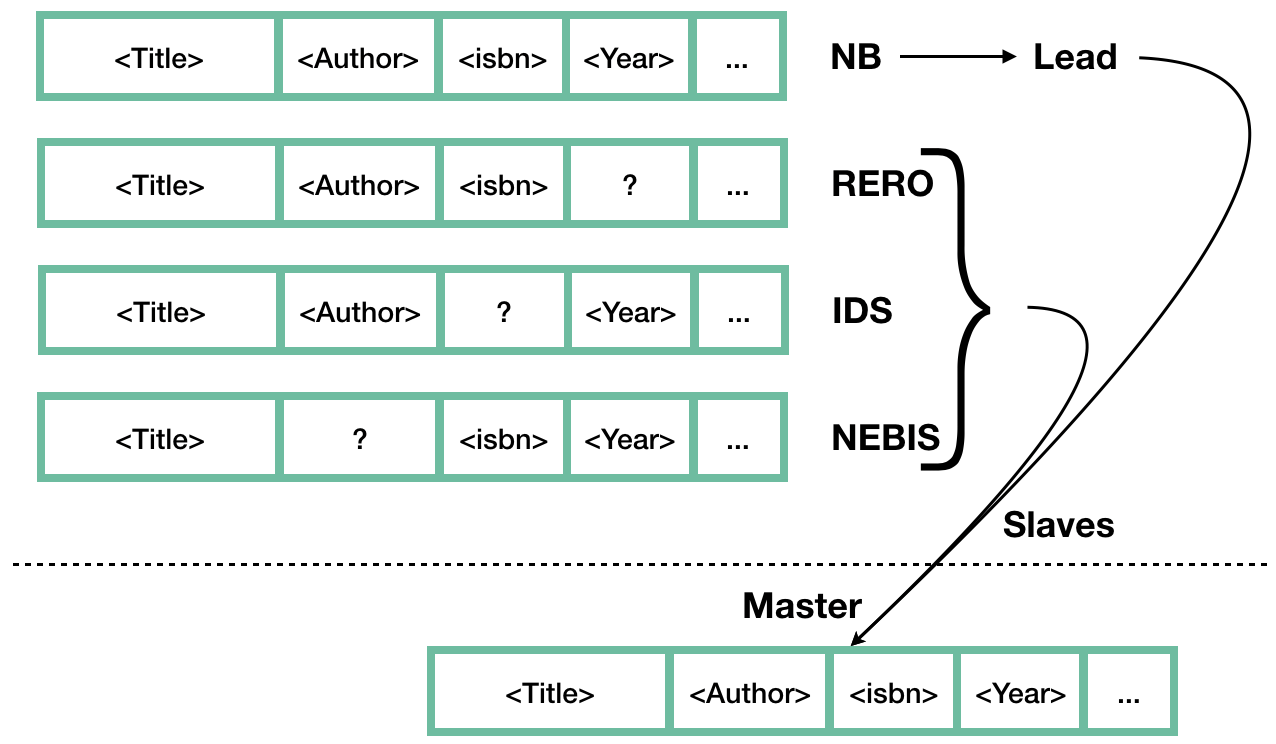 <Title> <Author> <isbn> <Year> ... NB Lead
<Title> <Author> <isbn> ? ... RERO
<Title> <Author> ? <Year> ... IDS
<Title> ? <isbn> <Year> ... NEBIS
Slaves
Master
<Title> <Author> <isbn> <Year> ...